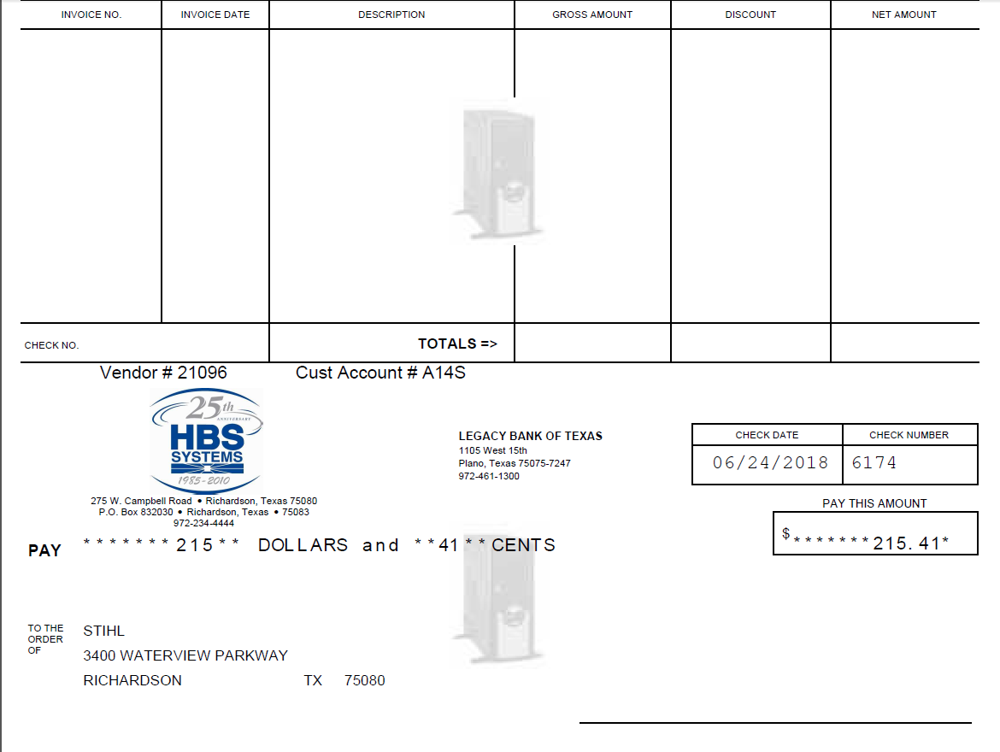 INVOICE NO. INVOICE DATE DESCRIPTION GROSS AMOUNT DISCOUNT NET AMOUNT
CHECK NO. TOTALS =>
Vendor # 21096 Cust Account # A14S
25th
ANNIVERSARY
HBS
SYSTEMS
1985-2010
275 W. Campbell Road • Richardson, Texas 75080
P.O. Box 832030 • Richardson, Texas • 75083
972-234-4444
LEGACY BANK OF TEXAS
1105 West 15th
Plano, Texas 75075-7247
972-461-1300
CHECK DATE CHECK NUMBER
06/24/2018 6174
PAY THIS AMOUNT
$*******215.41*
PAY *******215** DOLLARS and **41**CENTS
TO THE
ORDER
OF
STIHL
3400 WATERVIEW PARKWAY
RICHARDSON TX 75080